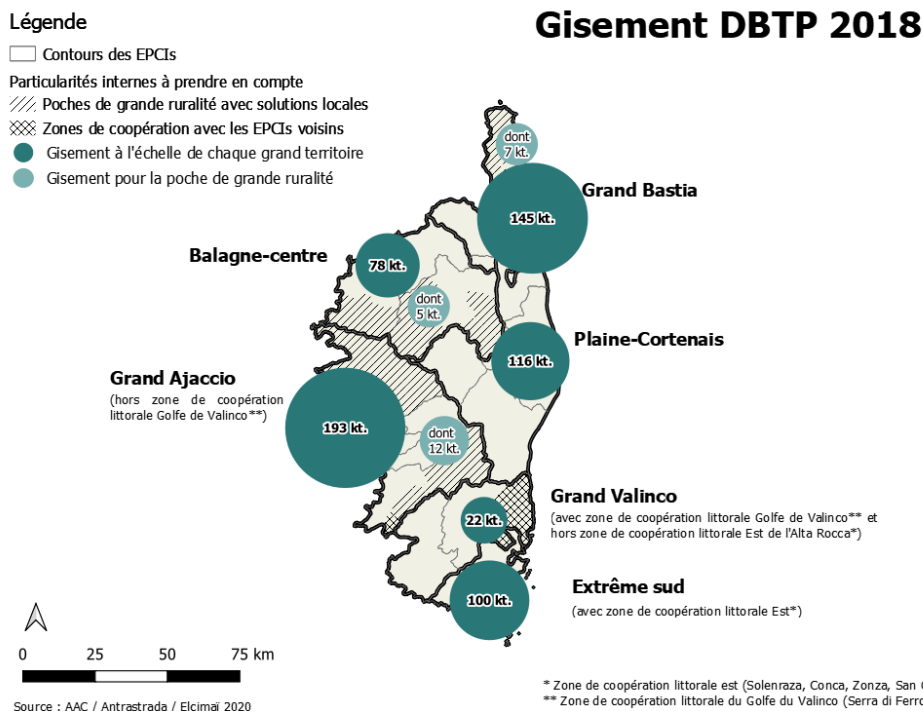 Légende
Gisement DBTP 2018
Contours des EPCIs
Particularités internes à prendre en compte
Poches de grande ruralité avec solutions locales
Zones de coopération avec les EPCIs voisins
Gisement à l'échelle de chaque grand territoire
Gisement pour la poche de grande ruralité
dont
7 kt.
Grand Bastia
145 kt.
Balagne-centre
78 kt.
dont
5 kt.
Plaine-Cortenais
116 kt.
Grand Ajaccio
(hors zone de coopération
littorale Golfe de Valinco**)
193 kt.
dont
12 kt.
Grand Valinco
(avec zone de coopération littorale Golfe de Valinco** et
hors zone de coopération littorale Est de l'Alta Rocca*)
22 kt.
Extrême sud
(avec zone de coopération littorale Est*)
100 kt.
0 25 50 75 km
* Zone de coopération littorale est (Solenraza, Conca, Zonza, San
** Zone de coopération littorale du Golfe du Valinco (Serra di Ferro
Source : AAC / Antrastrada / Elcimaï 2020